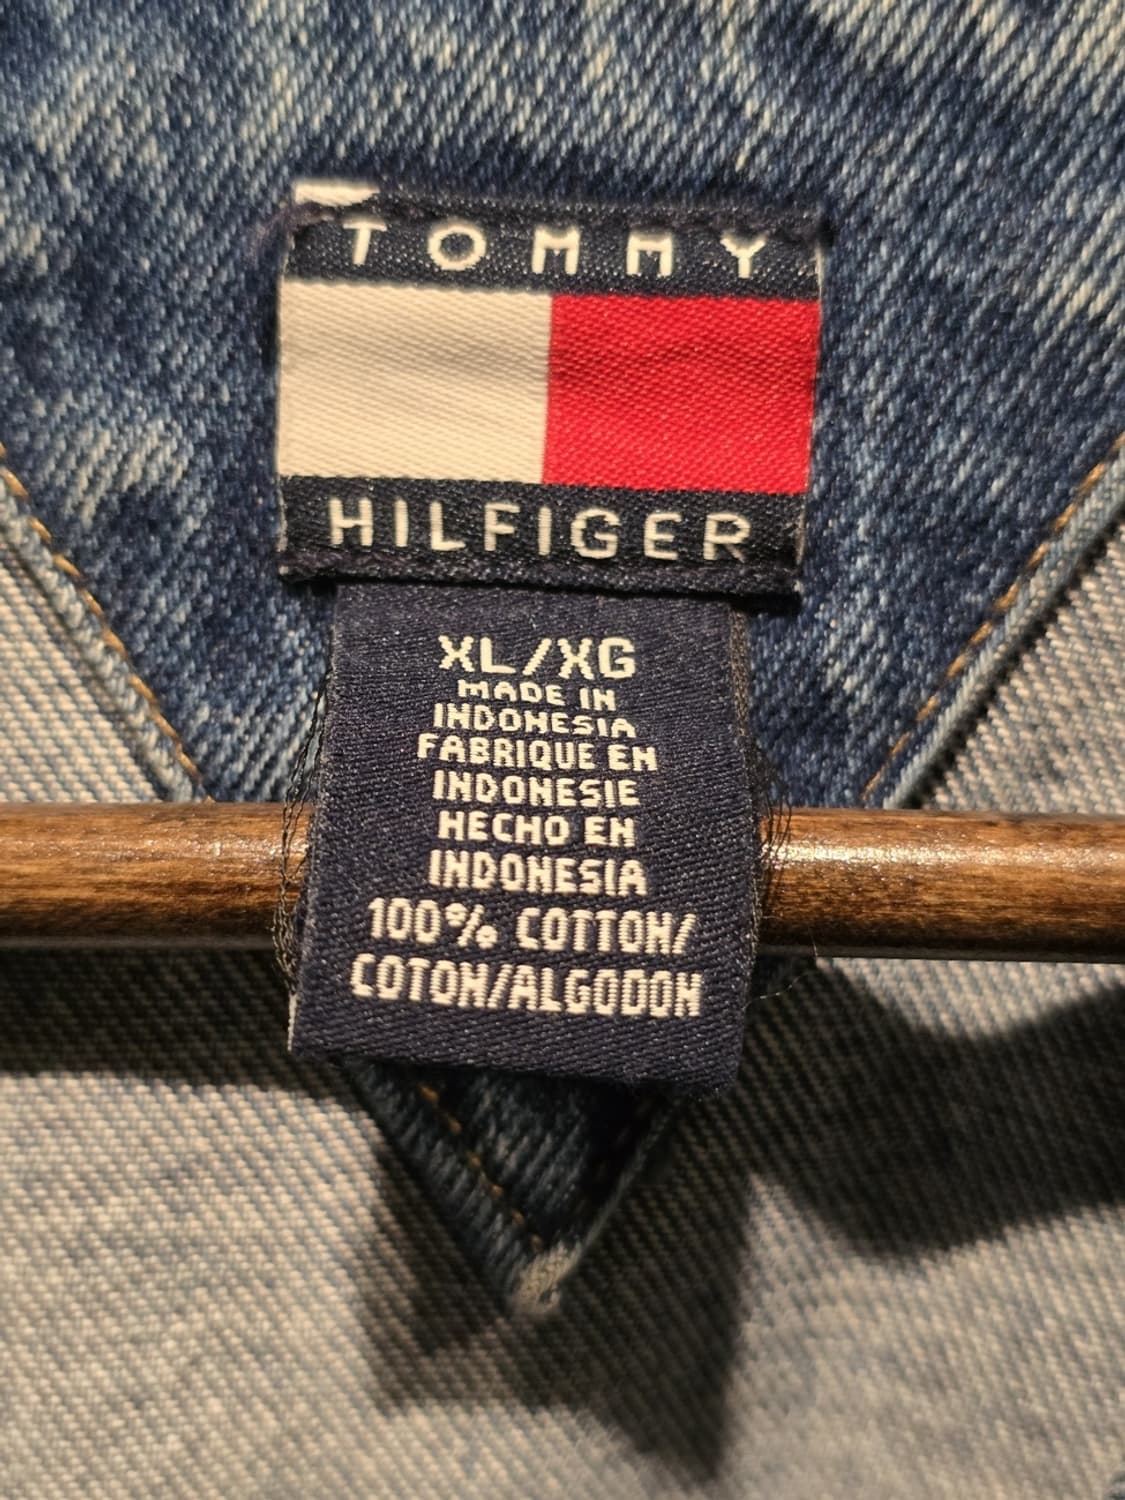 TOMMY
HILFIGER
XL/XG
MADE IN
INDONESIA
FABRIQUE EN
INDONESIE
HECHO EN
INDONESIA
100% COTTON/
COTON/ALGODON